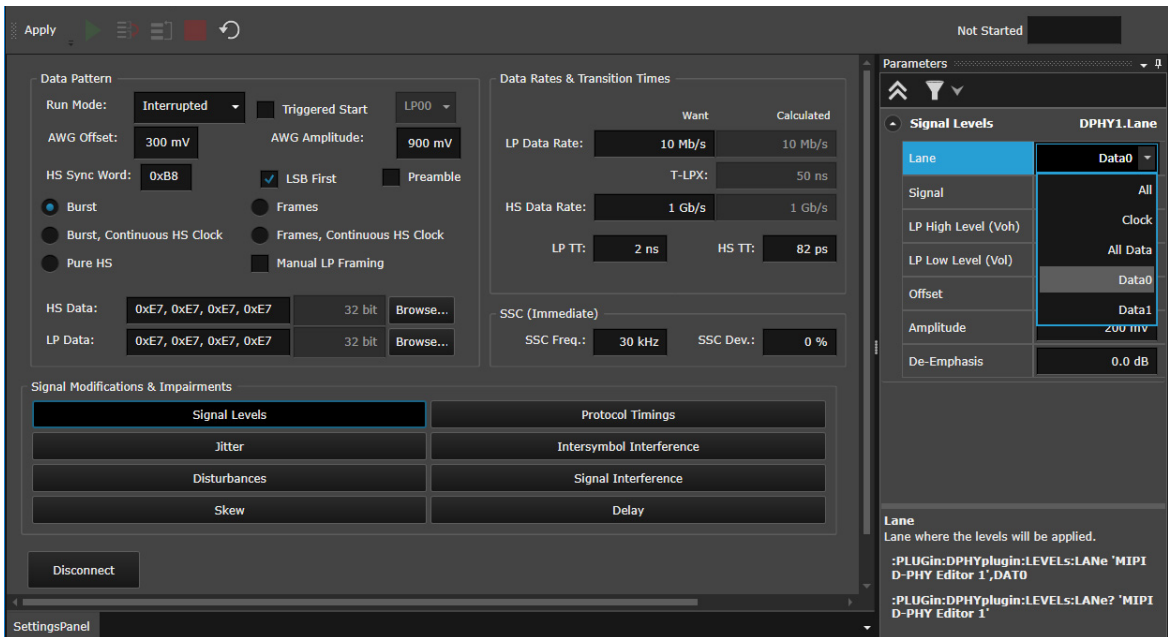 Apply
Not Started
Data Pattern
Run Mode: Interrupted Triggered Start LP00
AWG Offset: 300 mV AWG Amplitude: 900 mV
HS Sync Word: 0xB8 LSB First Preamble
Burst Frames
Burst, Continuous HS Clock Frames, Continuous HS Clock
Pure HS Manual LP Framing
HS Data: 0xE7, 0xE7, 0xE7, 0xE7 32 bit Browse...
LP Data: 0xE7, 0xE7, 0xE7, 0xE7 32 bit Browse...
Data Rates & Transition Times
Want Calculated
LP Data Rate: 10 Mb/s 10 Mb/s
T-LPX: 50 ns
HS Data Rate: 1 Gb/s 1 Gb/s
LP TT: 2 ns HS TT: 82 ps
SSC (Immediate)
SSC Freq.: 30 kHz SSC Dev.: 0 %
Signal Modifications & Impairments
Signal Levels Protocol Timings
Jitter Intersymbol Interference
Disturbances Signal Interference
Skew Delay
Disconnect
SettingsPanel
Parameters
Signal Levels DPHY1.Lane
Lane Data0
Signal All
LP High Level (Voh) Clock
LP Low Level (Vol) All Data
Data0
Offset Data1
Amplitude 200 mV
De-Emphasis 0.0 dB
Lane
Lane where the levels will be applied.
:PLUGin:DPHYplugin:LEVELs:LANe 'MIPI
D-PHY Editor 1',DAT0
:PLUGin:DPHYplugin:LEVELs:LANe? 'MIPI
D-PHY Editor 1'